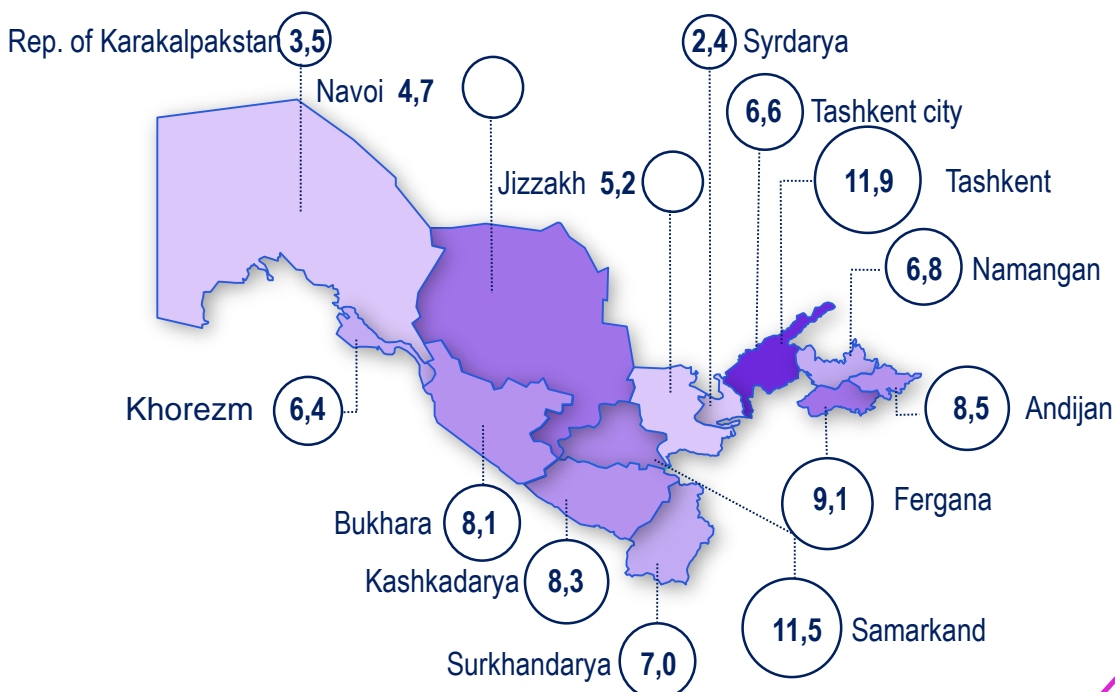 Rep. of Karakalpakstan 3,5
2,4 Syrdarya
Navoi 4,7
6,6 Tashkent city
Jizzakh 5,2
11,9 Tashkent
6,8 Namangan
Khorezm 6,4
8,5 Andijan
9,1 Fergana
Bukhara 8,1
Kashkadarya 8,3
11,5 Samarkand
Surkhandarya 7,0